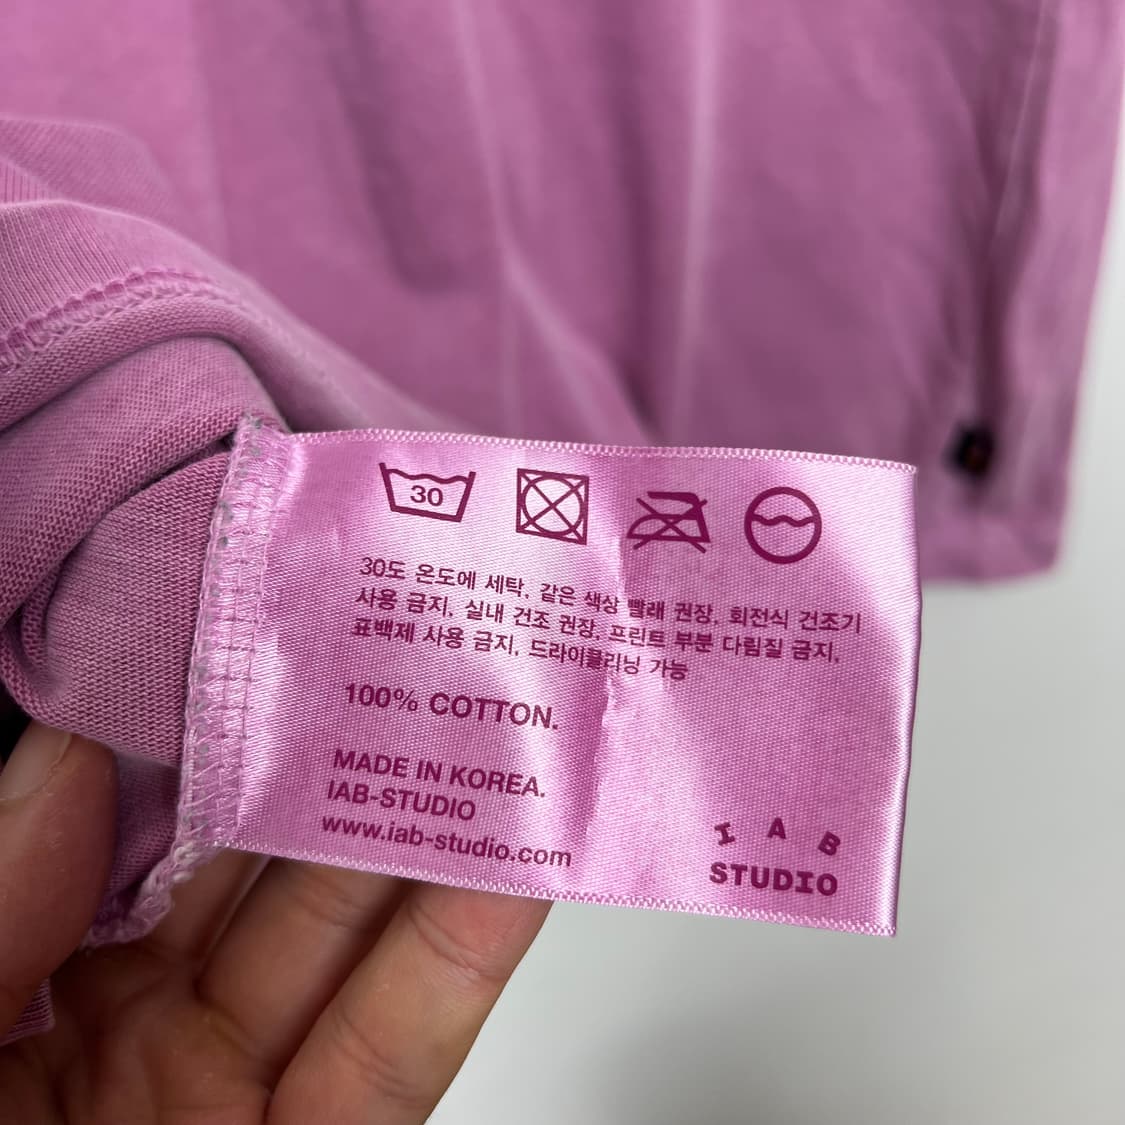 30
30도 온도에 세탁, 같은 색상 빨래 권장, 회전식 건조기
사용 금지, 실내 건조 권장, 프린트 부분 다림질 금지,
표백제 사용 금지, 드라이클리닝 가능
100% COTTON.
MADE IN KOREA.
IAB-STUDIO
www.iab-studio.com
I A B
STUDIO